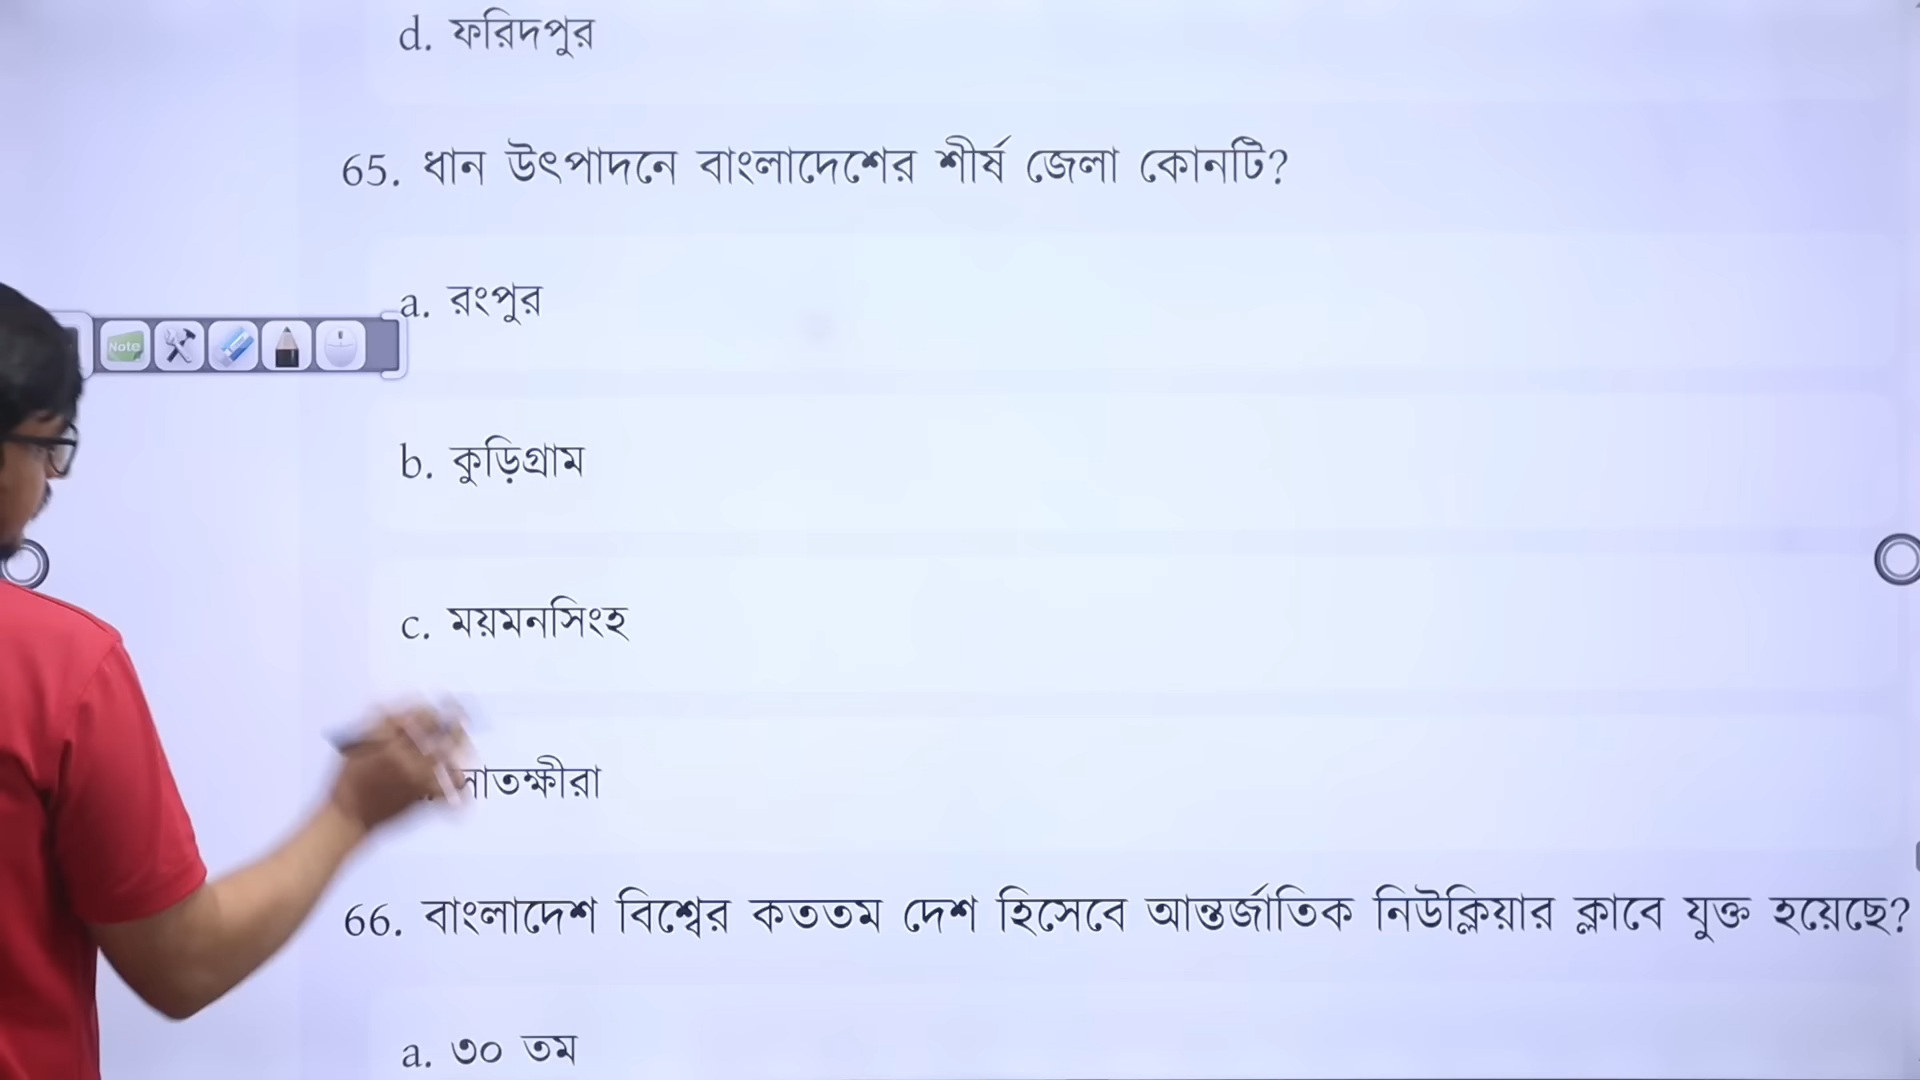 d. ফরিদপুর
65. ধান উৎপাদনে বাংলাদেশের শীর্ষ জেলা কোনটি?
a. রংপুর
Note
b. কুড়িগ্রাম
c. ময়মনসিংহ
সাতক্ষীরা
66. বাংলাদেশ বিশ্বের কততম দেশ হিসেবে আন্তর্জাতিক নিউক্লিয়ার ক্লাবে যুক্ত হয়েছে?
a. ৩০ তম